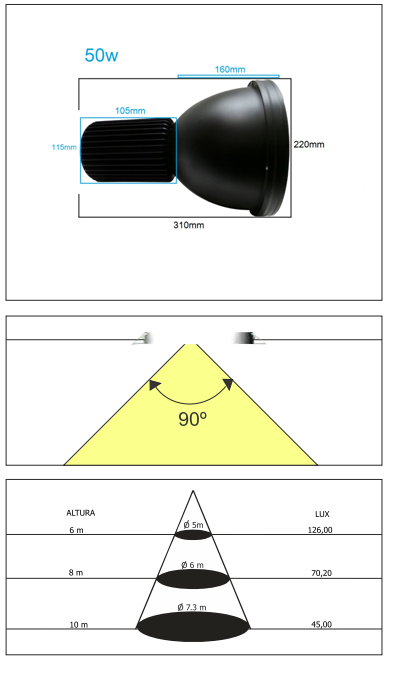 50w
160mm
105mm
115mm
220mm
310mm
90º
ALTURA LUX
Ø 5m
6 m 126,00
Ø 6 m
8 m 70,20
Ø 7.3 m
10 m 45,00